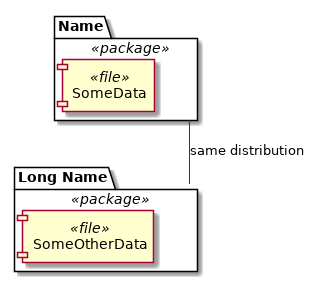 Name
«package»
«file»
SomeData
same distribution
Long Name
«package»
«file»
SomeOtherData